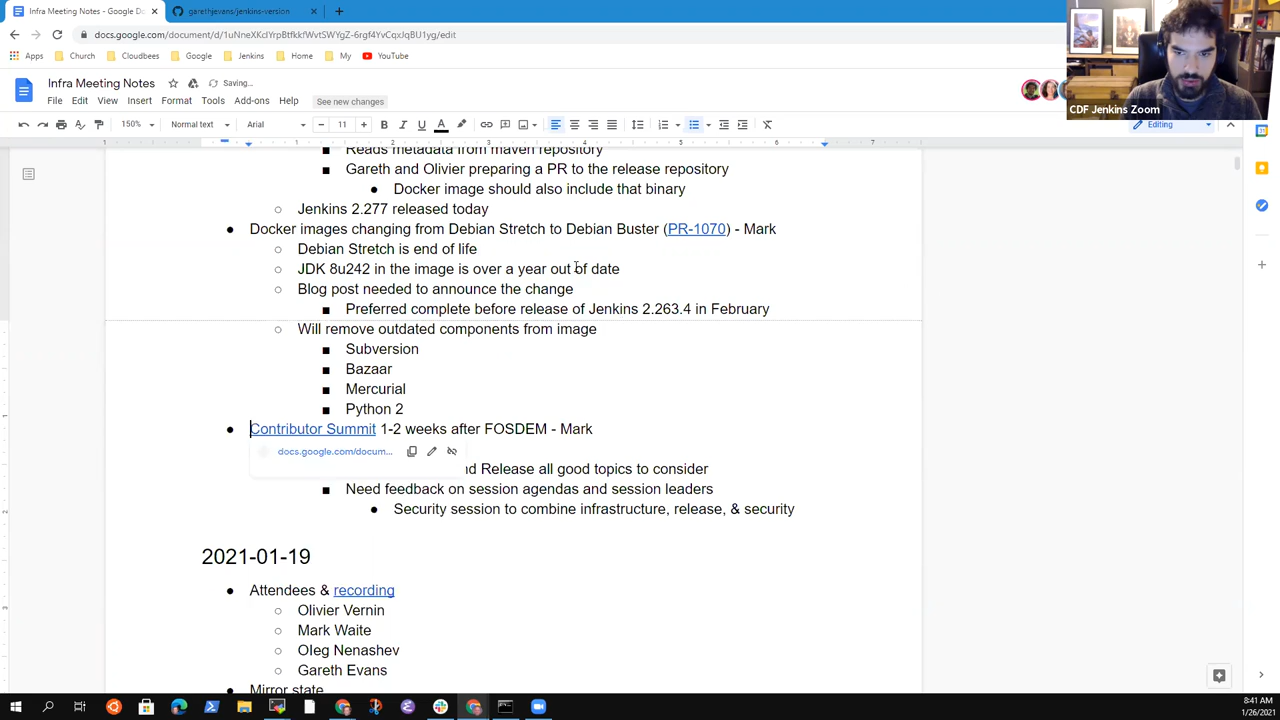 Infra Meeting Notes - Google Do
garethjevans/jenkins-version
docs.google.com/document/d/
Apps
Church
Cloudbees
Google
Jenkins
Home
My
YouTube
Infra Meeting Notes
Saving...
File Edit View Insert Format Tools Add-ons Help
See new changes
CDF Jenkins Zoom
150%
Normal text
Arial
11
Editing
1 1 2 3 4 5 6 7
Reads metadata from maven repository
Gareth and Olivier preparing a PR to the release repository
Docker image should also include that binary
Jenkins 2.277 released today
Docker images changing from Debian Stretch to Debian Buster (PR-1070) - Mark
Debian Stretch is end of life
JDK 8u242 in the image is over a year out of date
Blog post needed to announce the change
Preferred complete before release of Jenkins 2.263.4 in February
Will remove outdated components from image
Subversion
Bazaar
Mercurial
Python 2
Contributor Summit 1-2 weeks after FOSDEM - Mark
docs.google.com/docum...
nd Release all good topics to consider
Need feedback on session agendas and session leaders
Security session to combine infrastructure, release, & security
2021-01-19
Attendees & recording
Olivier Vernin
Mark Waite
Oleg Nenashev
Gareth Evans
Mirror state
8:41 AM
1/26/2021